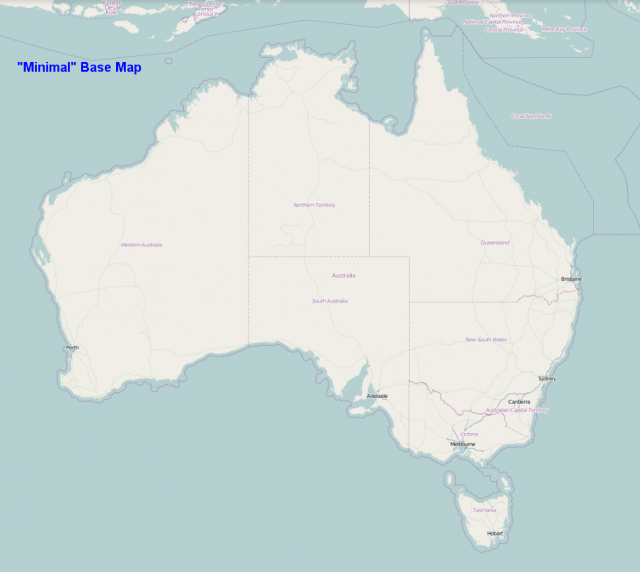 "Minimal" Base Map
Northern Province
National Capital Province
Central Province
Milne Bay Province
Coral Sea Islands
Northern Territory
Western Australia
Queensland
Australia
Brisbane
South Australia
New South Wales
Perth
Sydney
Adelaide
Canberra
Australian Capital Territory
Victoria
Melbourne
Tasmania
Hobart